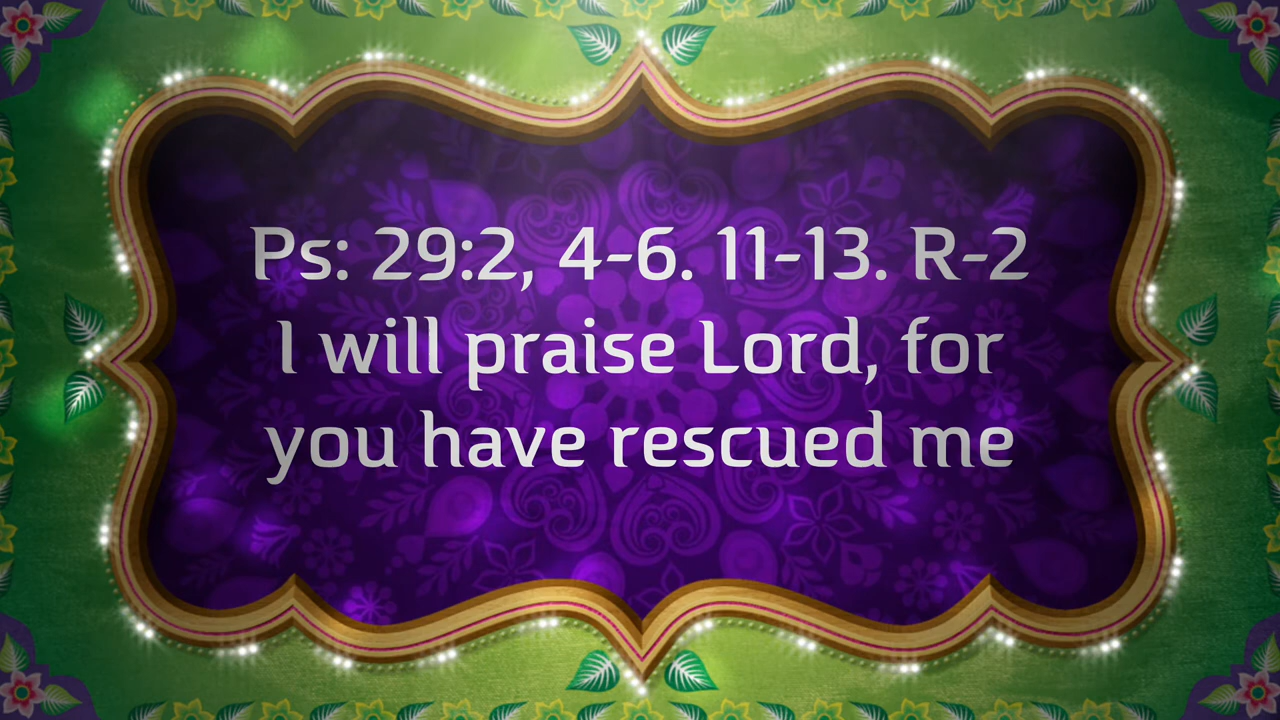 Ps: 29:2, 4-6. 11-13. R-2
I will praise Lord, for
you have rescued me